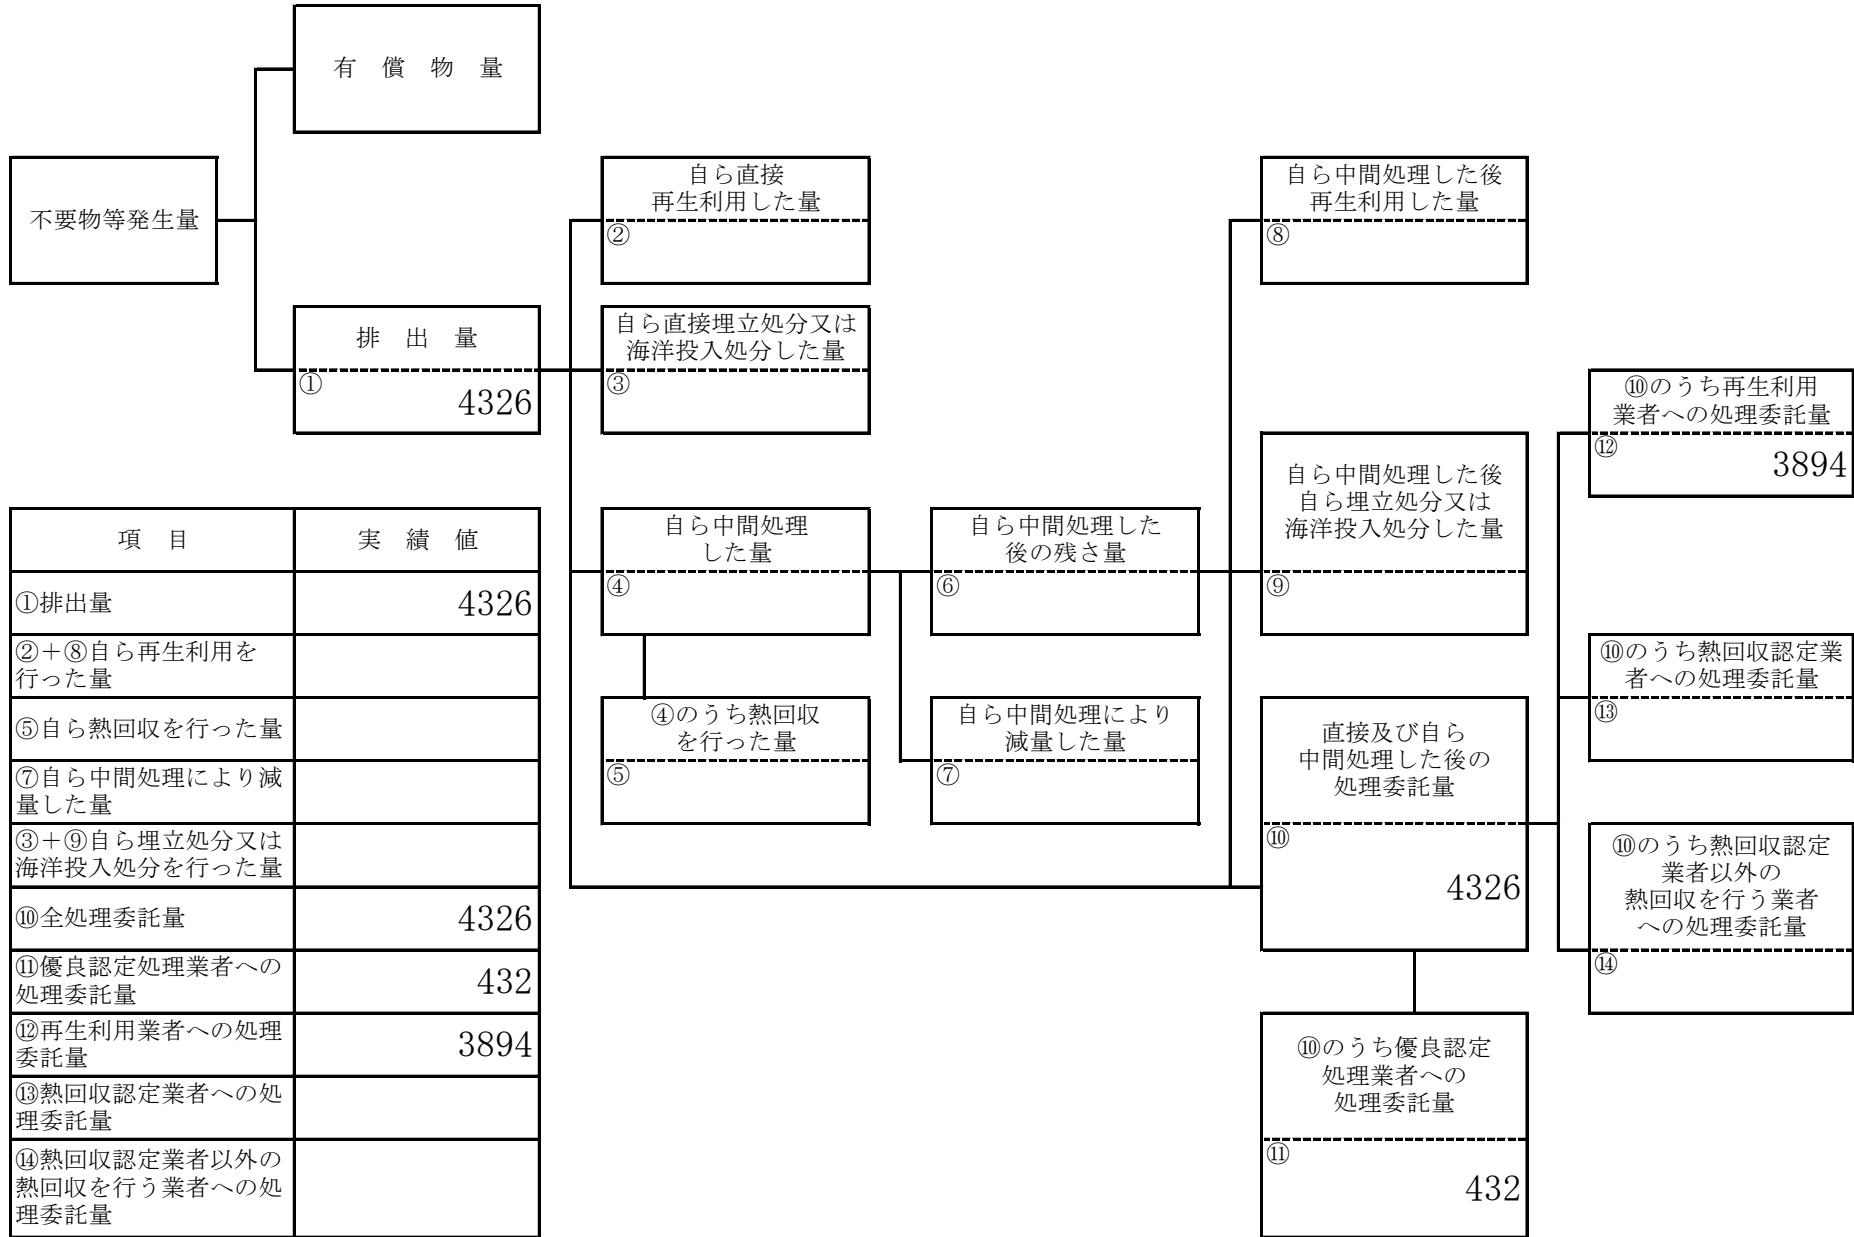 有 償 物 量
不要物等発生量
排 出 量
①
4326
自ら直接
再生利用した量
②
自ら直接埋立処分又は
海洋投入処分した量
③
自ら中間処理
した量
④
④のうち熱回収
を行った量
⑤
自ら中間処理した
後の残さ量
⑥
自ら中間処理により
減量した量
⑦
自ら中間処理した後
再生利用した量
⑧
自ら中間処理した後
自ら埋立処分又は
海洋投入処分した量
⑨
直接及び自ら
中間処理した後の
処理委託量
⑩
4326
⑩のうち優良認定
処理業者への
処理委託量
⑪
432
⑩のうち再生利用
業者への処理委託量
⑫
3894
⑩のうち熱回収認定業
者への処理委託量
⑬
⑩のうち熱回収認定
業者以外の
熱回収を行う業者
への処理委託量
⑭
項 目 実 績 値
①排出量 4326
②+⑧自ら再生利用を
行った量
⑤自ら熱回収を行った量
⑦自ら中間処理により減
量した量
③+⑨自ら埋立処分又は
海洋投入処分を行った量
⑩全処理委託量 4326
⑪優良認定処理業者への
処理委託量 432
⑫再生利用業者への処理
委託量 3894
⑬熱回収認定業者への処
理委託量
⑭熱回収認定業者以外の
熱回収を行う業者への処
理委託量